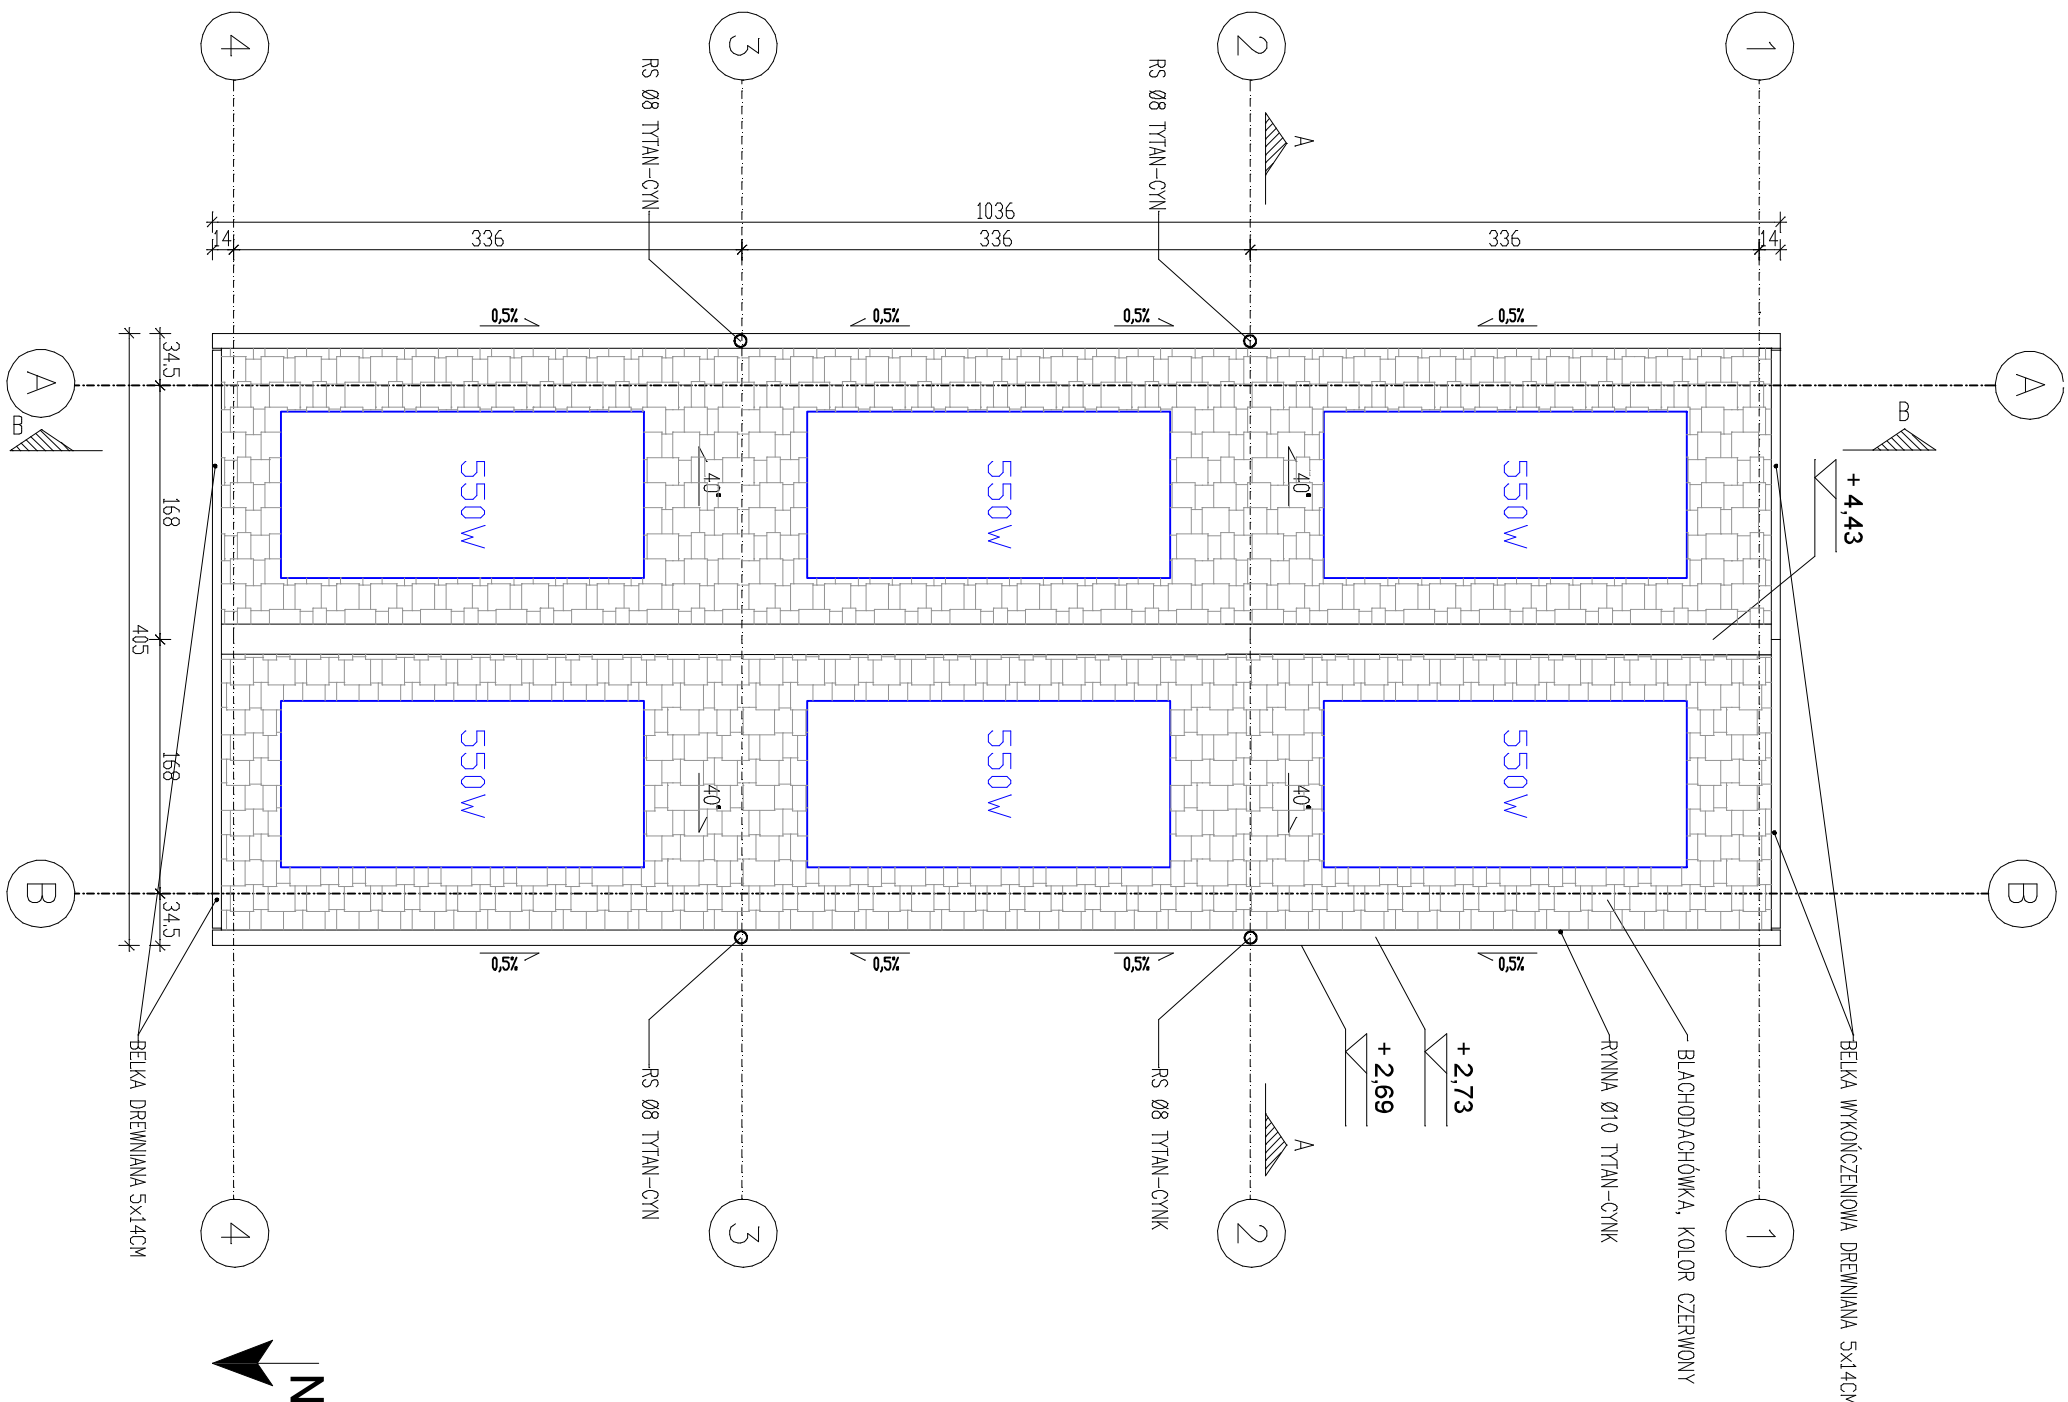 4
3
2
1
RS Ø8 TYTAN-CYN
RS Ø8 TYTAN-CYN
A
1036
14
336
336
336
14
0,5%
0,5%
0,5%
0,5%
34,5
A
A
B
B
550W
40°
550W
40°
550W
+4,43
168
405
168
550W
40°
550W
40°
550W
B
B
34,5
0,5%
0,5%
0,5%
0,5%
+2,69
+2,73
BELKA DREWNIANA 5x14CM
RS Ø8 TYTAN-CYN
RS Ø8 TYTAN-CYNK
A
RYNNA Ø10 TYTAN-CYNK
BLACHODACHÓWKA, KOLOR CZERWONY
BELKA WYKOŃCZENIOWA DREWNIANA 5x14CM
4
3
2
1
N